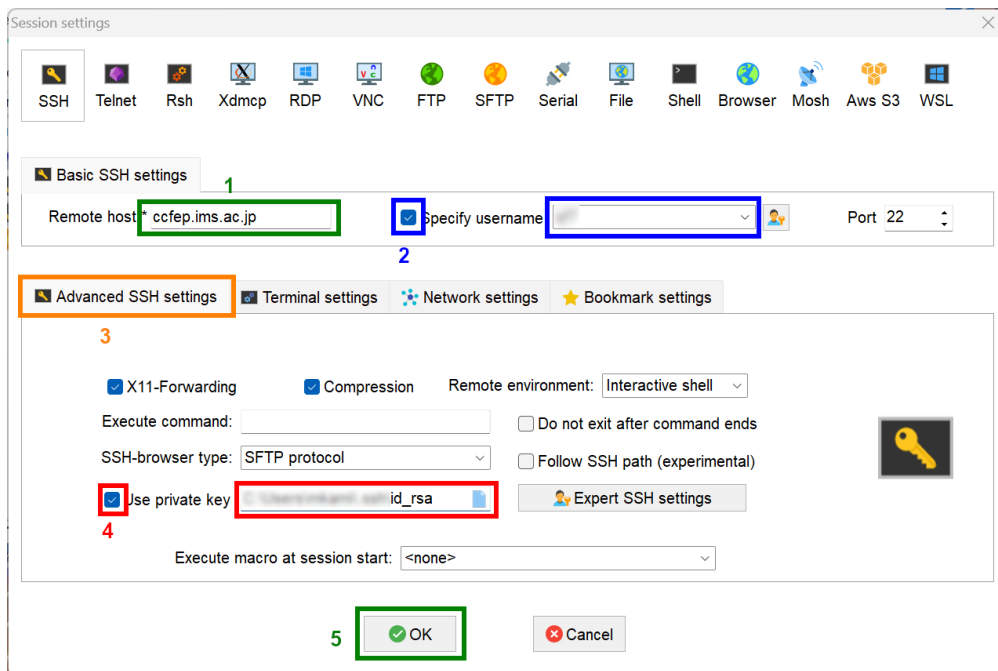 Session settings
SSH Telnet Rsh Xdmcp RDP VNC FTP SFTP Serial File Shell Browser Mosh Aws S3 WSL
Basic SSH settings
1
Remote host * ccfep.ims.ac.jp Specify username Port 22
2
Advanced SSH settings Terminal settings Network settings Bookmark settings
3
X11-Forwarding Compression Remote environment: Interactive shell
Execute command: Do not exit after command ends
SSH-browser type: SFTP protocol Follow SSH path (experimental)
Use private key id_rsa Expert SSH settings
4
Execute macro at session start: <none>
5 OK Cancel